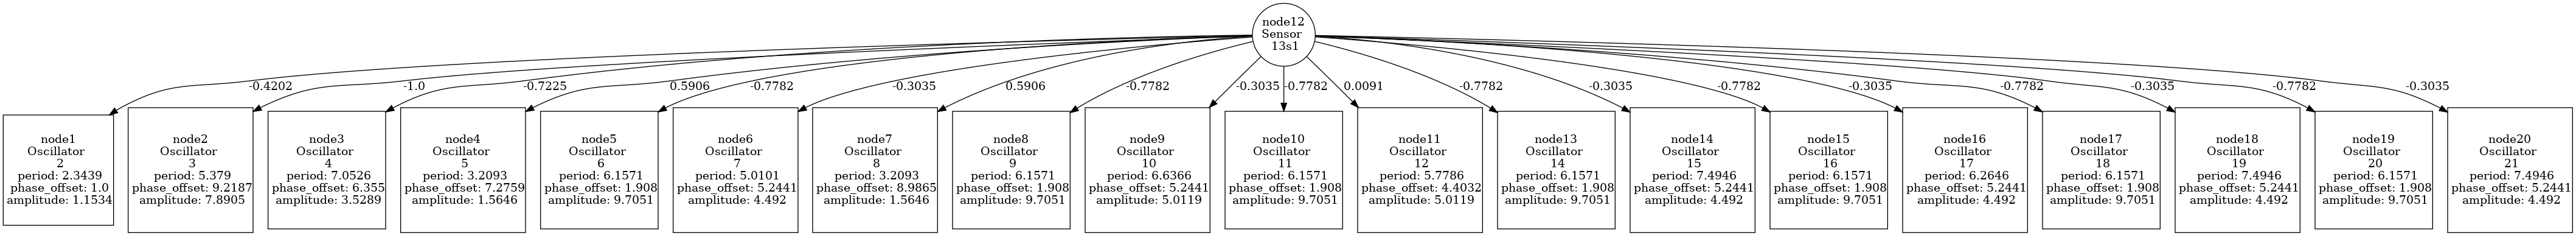 node12
Sensor
13s1
-0.4202
-1.0
-0.7225
0.5906
-0.7782
-0.3035
0.5906
-0.7782
-0.3035
-0.7782
0.0091
-0.7782
-0.3035
-0.7782
-0.3035
-0.7782
-0.3035
-0.7782
-0.3035
node1
Oscillator
2
period: 2.3439
phase_offset: 1.0
amplitude: 1.1534
node2
Oscillator
3
period: 5.379
phase_offset: 9.2187
amplitude: 7.8905
node3
Oscillator
4
period: 7.0526
phase_offset: 6.355
amplitude: 3.5289
node4
Oscillator
5
period: 3.2093
phase_offset: 7.2759
amplitude: 1.5646
node5
Oscillator
6
period: 6.1571
phase_offset: 1.908
amplitude: 9.7051
node6
Oscillator
7
period: 5.0101
phase_offset: 5.2441
amplitude: 4.492
node7
Oscillator
8
period: 3.2093
phase_offset: 8.9865
amplitude: 1.5646
node8
Oscillator
9
period: 6.1571
phase_offset: 1.908
amplitude: 9.7051
node9
Oscillator
10
period: 6.6366
phase_offset: 5.2441
amplitude: 5.0119
node10
Oscillator
11
period: 6.1571
phase_offset: 1.908
amplitude: 9.7051
node11
Oscillator
12
period: 5.7786
phase_offset: 4.4032
amplitude: 5.0119
node13
Oscillator
14
period: 6.1571
phase_offset: 1.908
amplitude: 9.7051
node14
Oscillator
15
period: 7.4946
phase_offset: 5.2441
amplitude: 4.492
node15
Oscillator
16
period: 6.1571
phase_offset: 1.908
amplitude: 9.7051
node16
Oscillator
17
period: 6.2646
phase_offset: 5.2441
amplitude: 4.492
node17
Oscillator
18
period: 6.1571
phase_offset: 1.908
amplitude: 9.7051
node18
Oscillator
19
period: 7.4946
phase_offset: 5.2441
amplitude: 4.492
node19
Oscillator
20
period: 6.1571
phase_offset: 1.908
amplitude: 9.7051
node20
Oscillator
21
period: 7.4946
phase_offset: 5.2441
amplitude: 4.492